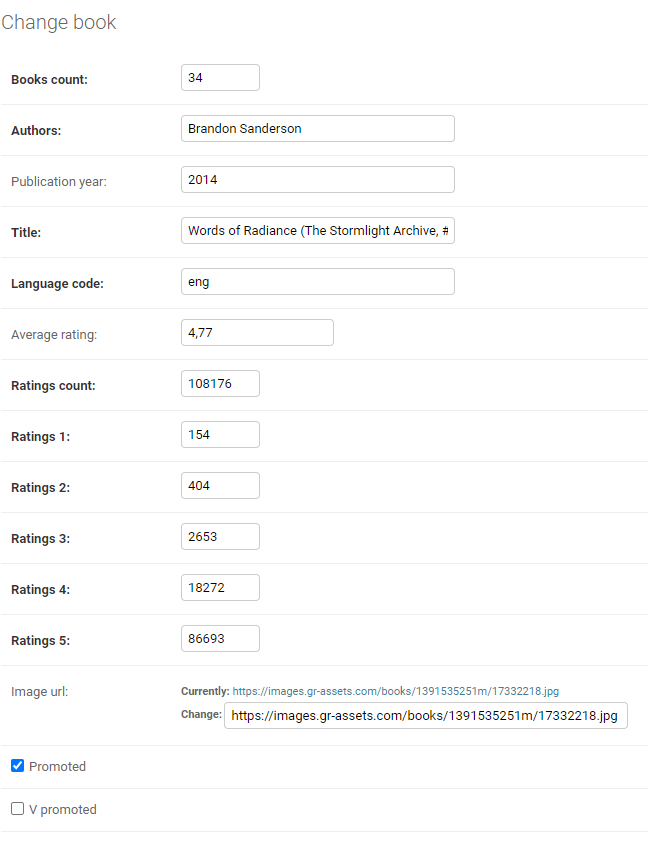 Change book
Books count: 34
Authors: Brandon Sanderson
Publication year: 2014
Title: Words of Radiance (The Stormlight Archive, #
Language code: eng
Average rating: 4,77
Ratings count: 108176
Ratings 1: 154
Ratings 2: 404
Ratings 3: 2653
Ratings 4: 18272
Ratings 5: 86693
Image url: Currently: https://images.gr-assets.com/books/1391535251m/17332218.jpg
Change: https://images.gr-assets.com/books/1391535251m/17332218.jpg
Promoted
V promoted